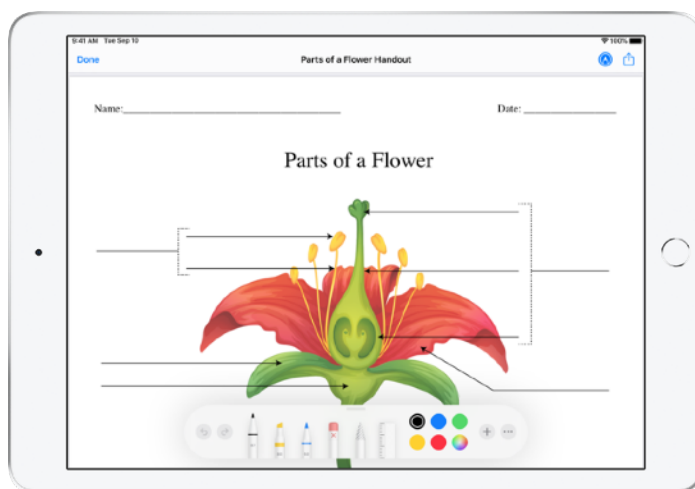 9:41 AM Tue Sep 10 100%
Done Parts of a Flower Handout
Name: Date:
Parts of a Flower